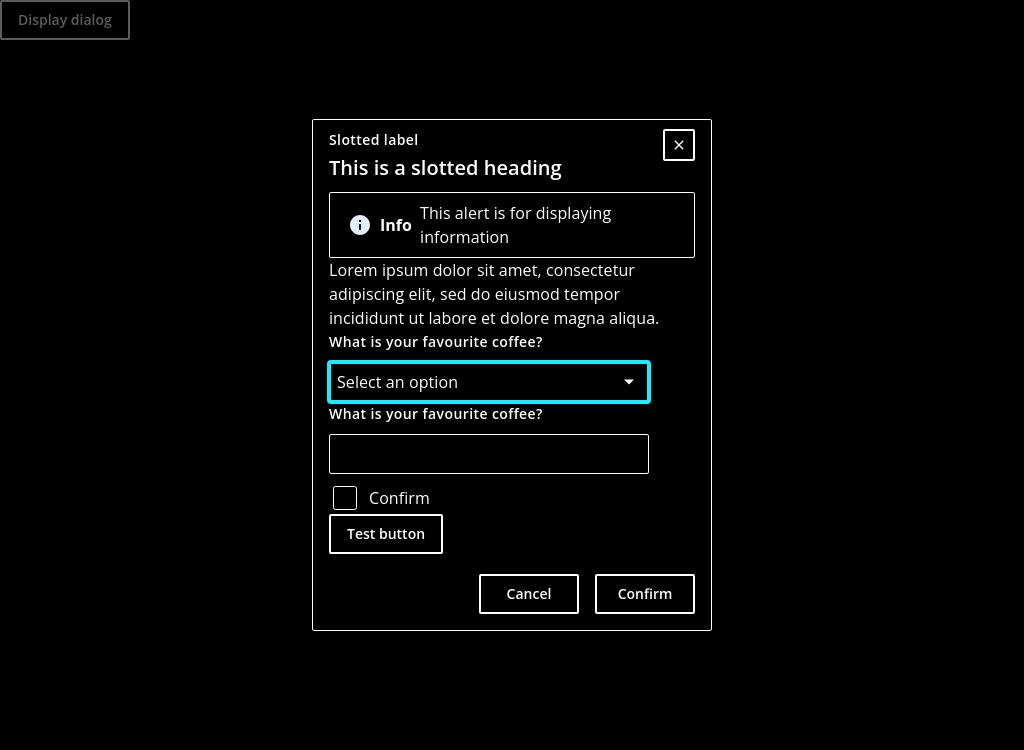 Display dialog
Slotted label
This is a slotted heading
Info
This alert is for displaying
information
Lorem ipsum dolor sit amet, consectetur
adipiscing elit, sed do eiusmod tempor
incididunt ut labore et dolore magna aliqua.
What is your favourite coffee?
Select an option
What is your favourite coffee?
Confirm
Test button
Cancel
Confirm